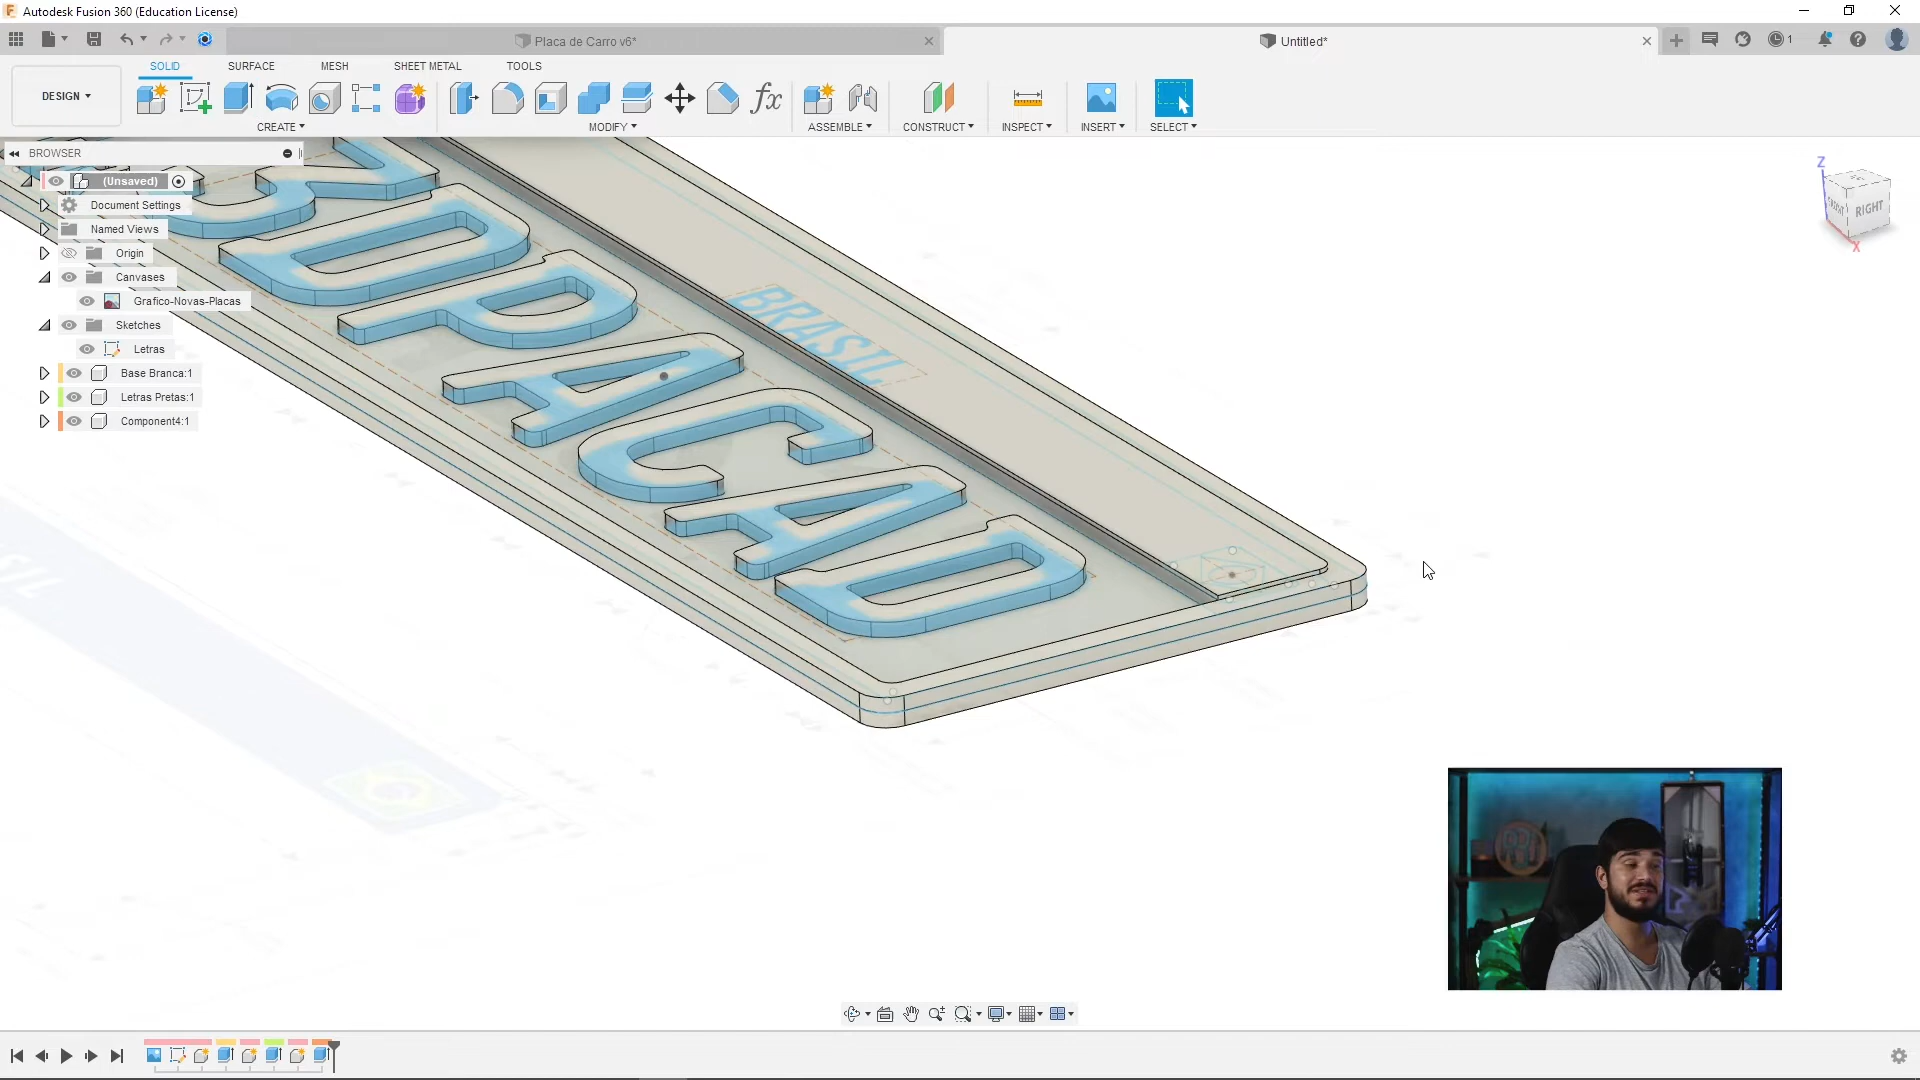 Autodesk Fusion 360 (Education License)
Placa de Carro v6*
Untitled*
1
DESIGN
SOLID
SURFACE
MESH
SHEET METAL
TOOLS
CREATE
MODIFY
ASSEMBLE
CONSTRUCT
INSPECT
INSERT
SELECT
BROWSER
(Unsaved)
Document Settings
Named Views
Origin
Canvases
Grafico-Novas-Placas
Sketches
Letras
Base Branca:1
Letras Pretas:1
Component4:1
BRASIL
3DPACAD
Z
RIGHT
X
fx